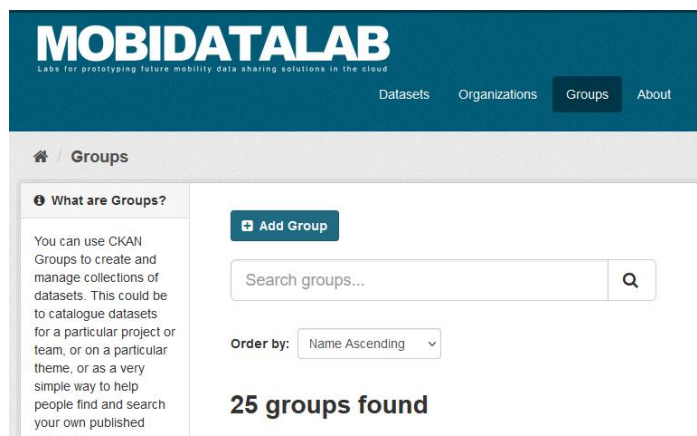 MOBIDATALAB
Labs for prototyping future mobility data sharing solutions in the cloud
Datasets Organizations Groups About
/ Groups
What are Groups?
You can use CKAN
Groups to create and
manage collections of
datasets. This could be
to catalogue datasets
for a particular project or
team, or on a particular
theme, or as a very
simple way to help
people find and search
your own published
Add Group
Search groups...
Order by: Name Ascending
25 groups found